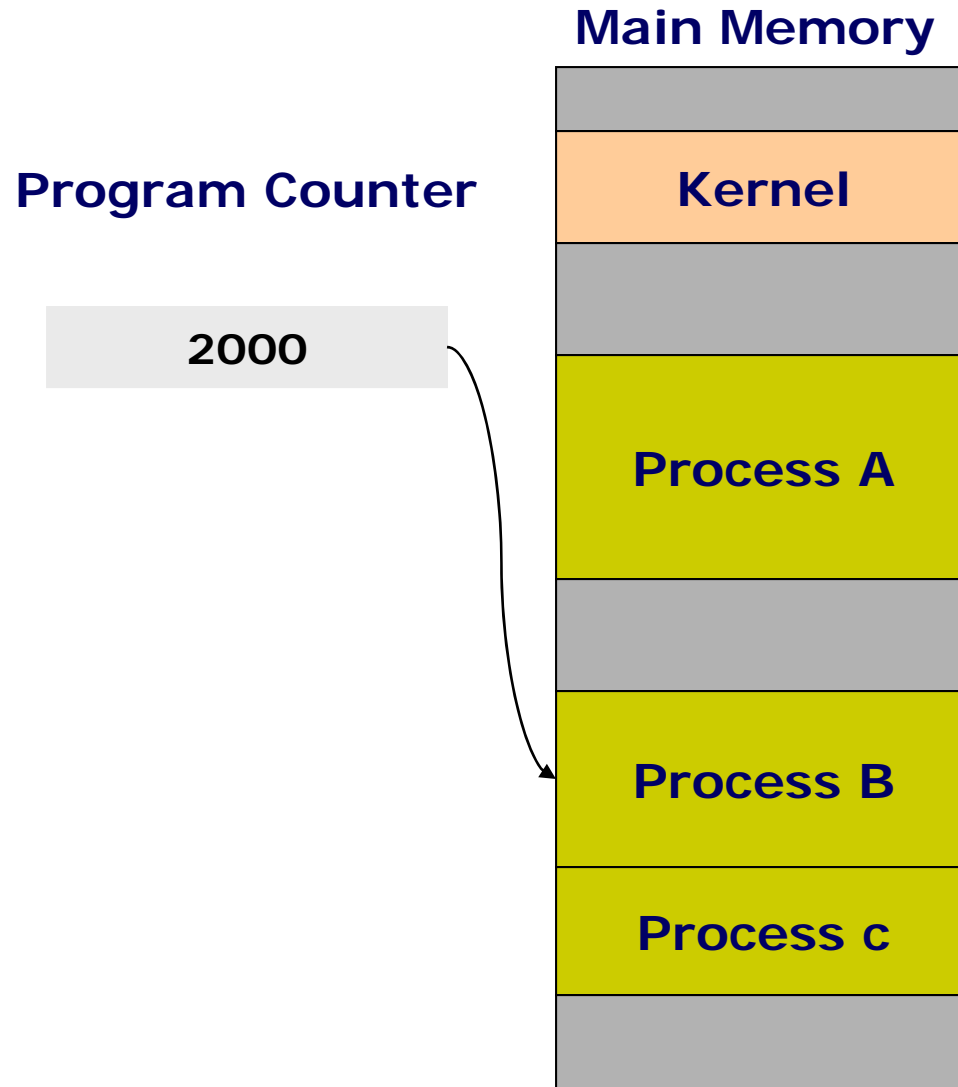 Main Memory
Program Counter
Kernel
2000
Process A
Process B
Process c